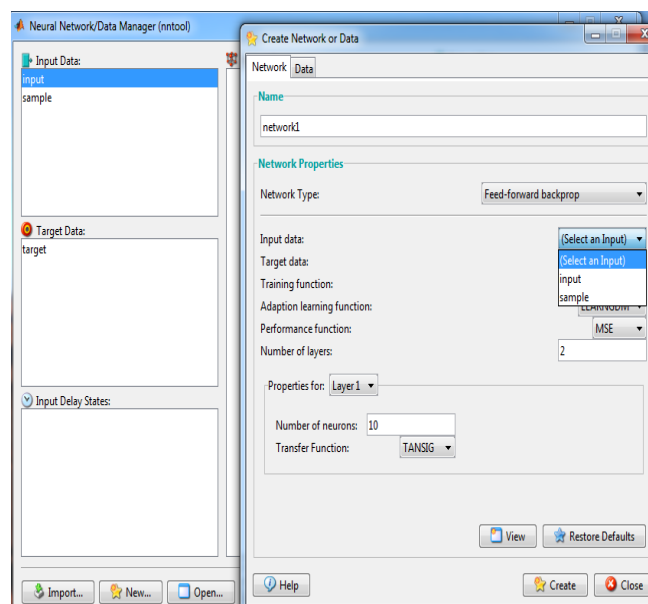 Neural Network/Data Manager (nntool)
Input Data:
input
sample
Target Data:
target
Input Delay States:
Import...
New...
Open...
Create Network or Data
Network
Data
Name
network1
Network Properties
Network Type:
Feed-forward backprop
Input data:
(Select an Input)
(Select an Input)
input
sample
Target data:
Training function:
Adaption learning function:
LEARNGDM
Performance function:
MSE
Number of layers:
2
Properties for:
Layer 1
Number of neurons:
10
Transfer Function:
TANSIG
View
Restore Defaults
Help
Create
Close